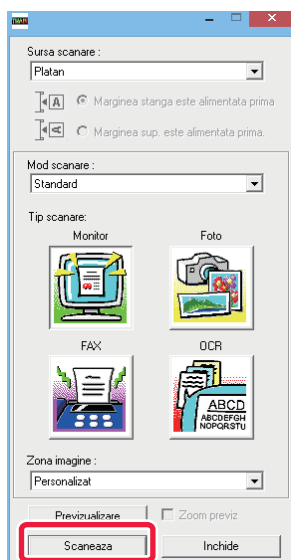 Sursa scanare :
Platan
A Marginea stanga este alimentata prima
A Marginea sup. este alimentata prima.
Mod scanare :
Standard
Tip scanare:
Monitor Foto
FAX OCR
ABCD
ABCDEFGH
NOPQRSTU
Zona imagine :
Personalizat
Previzualizare Zoom previz
Scaneaza Inchide